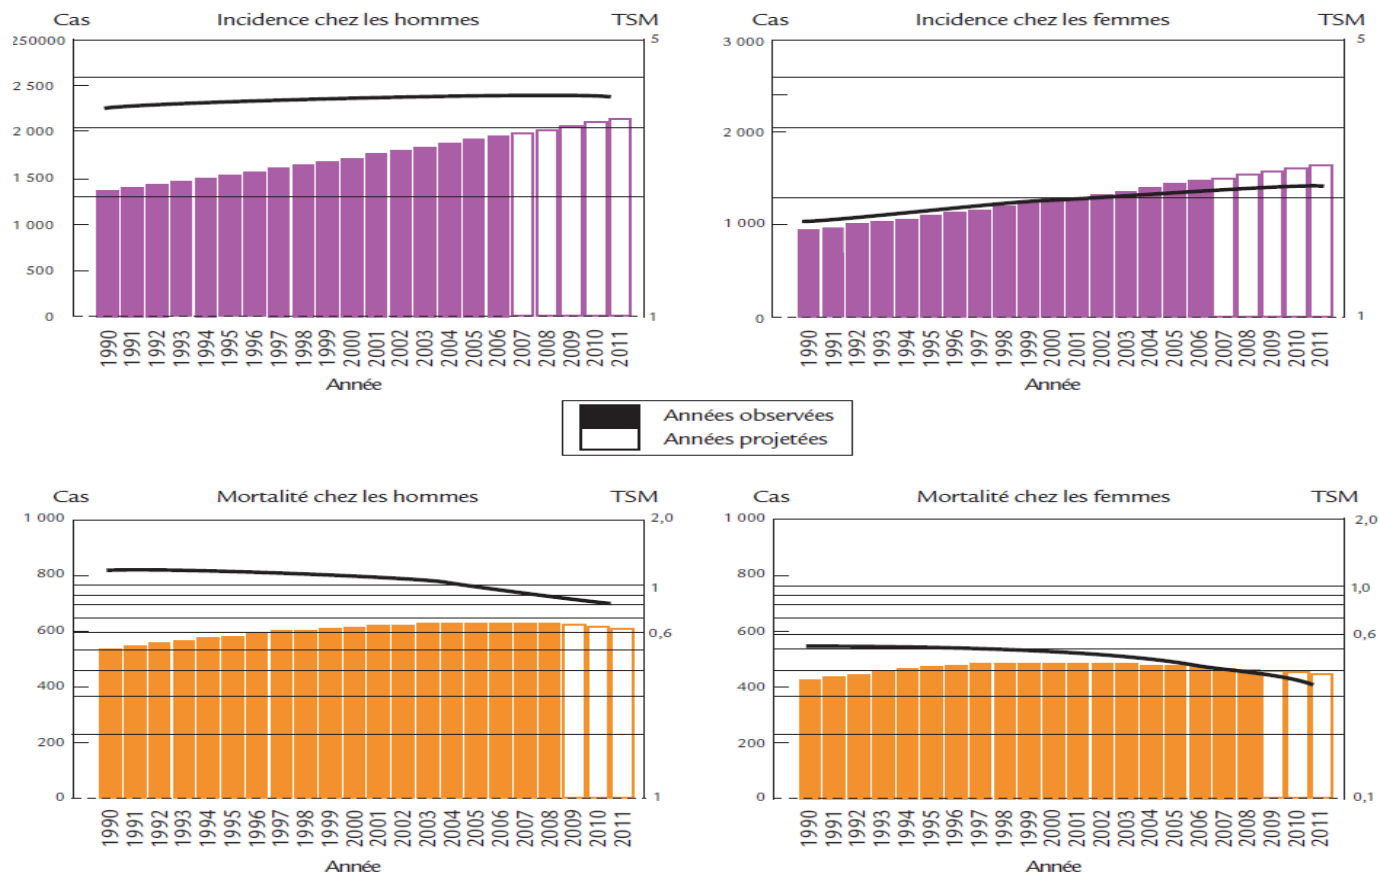 Cas Incidence chez les hommes TSM
250000 5
2 500
2 000
1 500
1 000
500
0 1
1990 1991 1992 1993 1994 1995 1996 1997 1998 1999 2000 2001 2002 2003 2004 2005 2006 2007 2008 2009 2010 2011
Année
Cas Incidence chez les femmes TSM
3 000 5
2 000
1 000
0 1
1990 1991 1992 1993 1994 1995 1996 1997 1998 1999 2000 2001 2002 2003 2004 2005 2006 2007 2008 2009 2010 2011
Année
Années observées
Années projetées
Cas Mortalité chez les hommes TSM
1 000 2,0
800 1
600 0,6
400
200
0 1
1990 1991 1992 1993 1994 1995 1996 1997 1998 1999 2000 2001 2002 2003 2004 2005 2006 2007 2008 2009 2010 2011
Année
Cas Mortalité chez les femmes TSM
1 000 2,0
800 1,0
600 0,6
400
200
0 0,1
1990 1991 1992 1993 1994 1995 1996 1997 1998 1999 2000 2001 2002 2003 2004 2005 2006 2007 2008 2009 2010 2011
Année